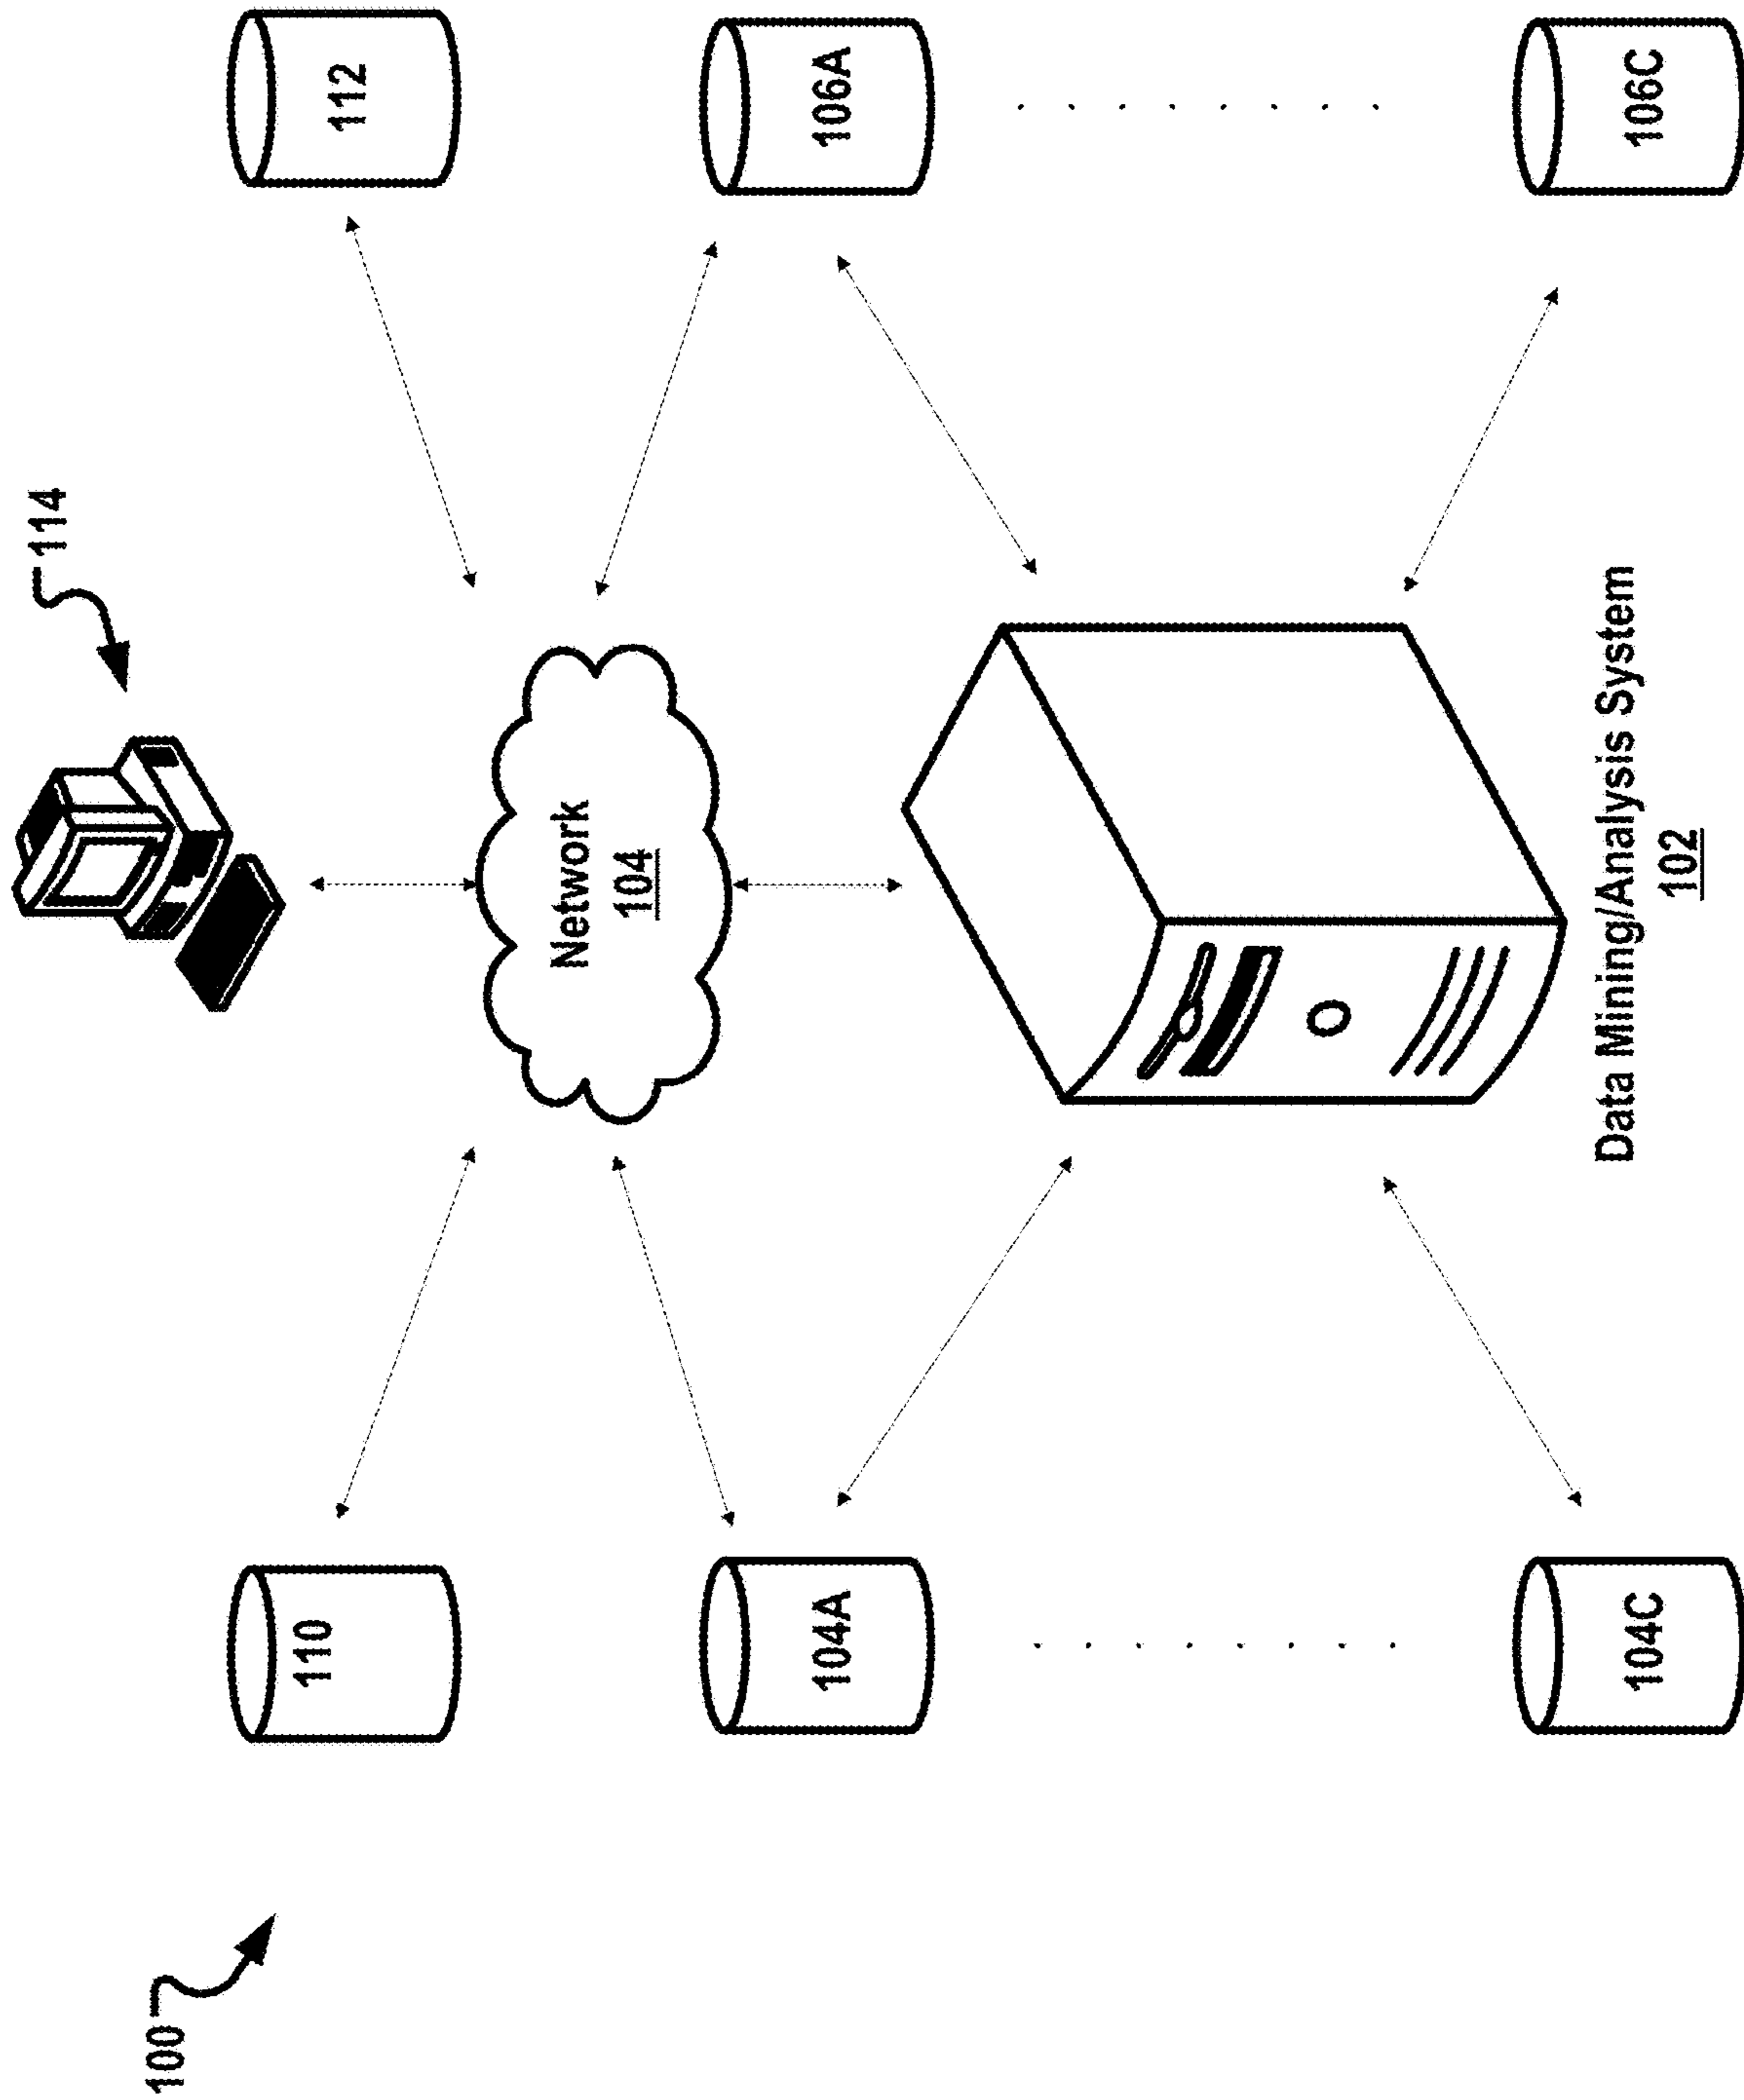 100
114
110
112
Network
104
104A
106A
104C
106C
Data Mining/Analysis System
102